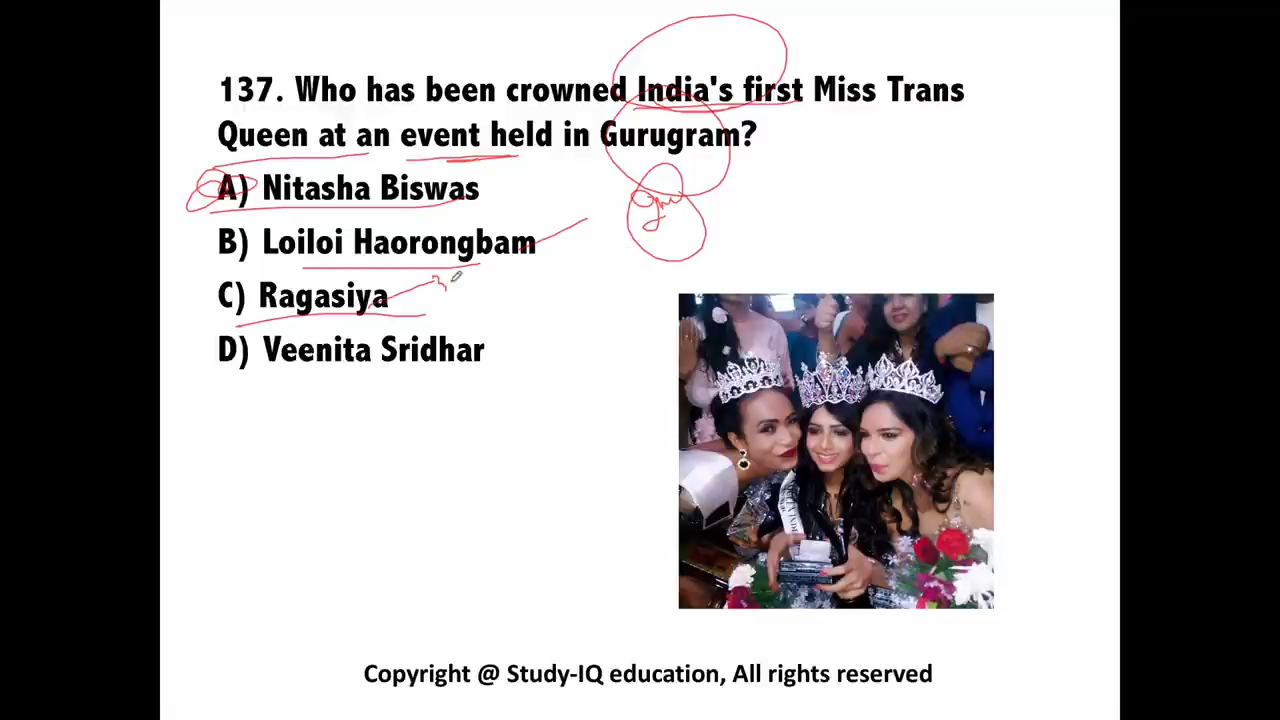 137. Who has been crowned India's first Miss Trans
Queen at an event held in Gurugram?
A) Nitasha Biswas
B) Loiloi Haorongbam
C) Ragasiya
D) Veenita Sridhar
Copyright @ Study-IQ education, All rights reserved